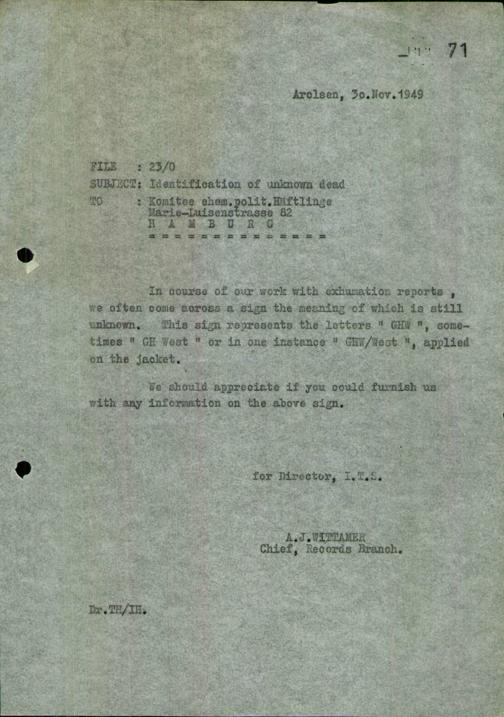 71
Arolsen, 3o.Nov.1949
FILE : 23/0
SUBJECT: Identification of unknown dead
TO : Komitee ehem.polit.Häftlinge
Marie-Luisenstrasse 82
H A M B U R G
= = = = = = = = = = = = = =
In course of our work with exhumation reports ,
we often come across a sign the meaning of which is still
unknown. This sign represents the letters " GHW ", some-
times " GH West " or in one instance " GHW/West ", applied
on the jacket.
We should appreciate if you could furnish us
with any information on the above sign.
for Director, I.T.S.
A.J.WITTAMER
Chief, Records Branch.
Dr.TH/IH.